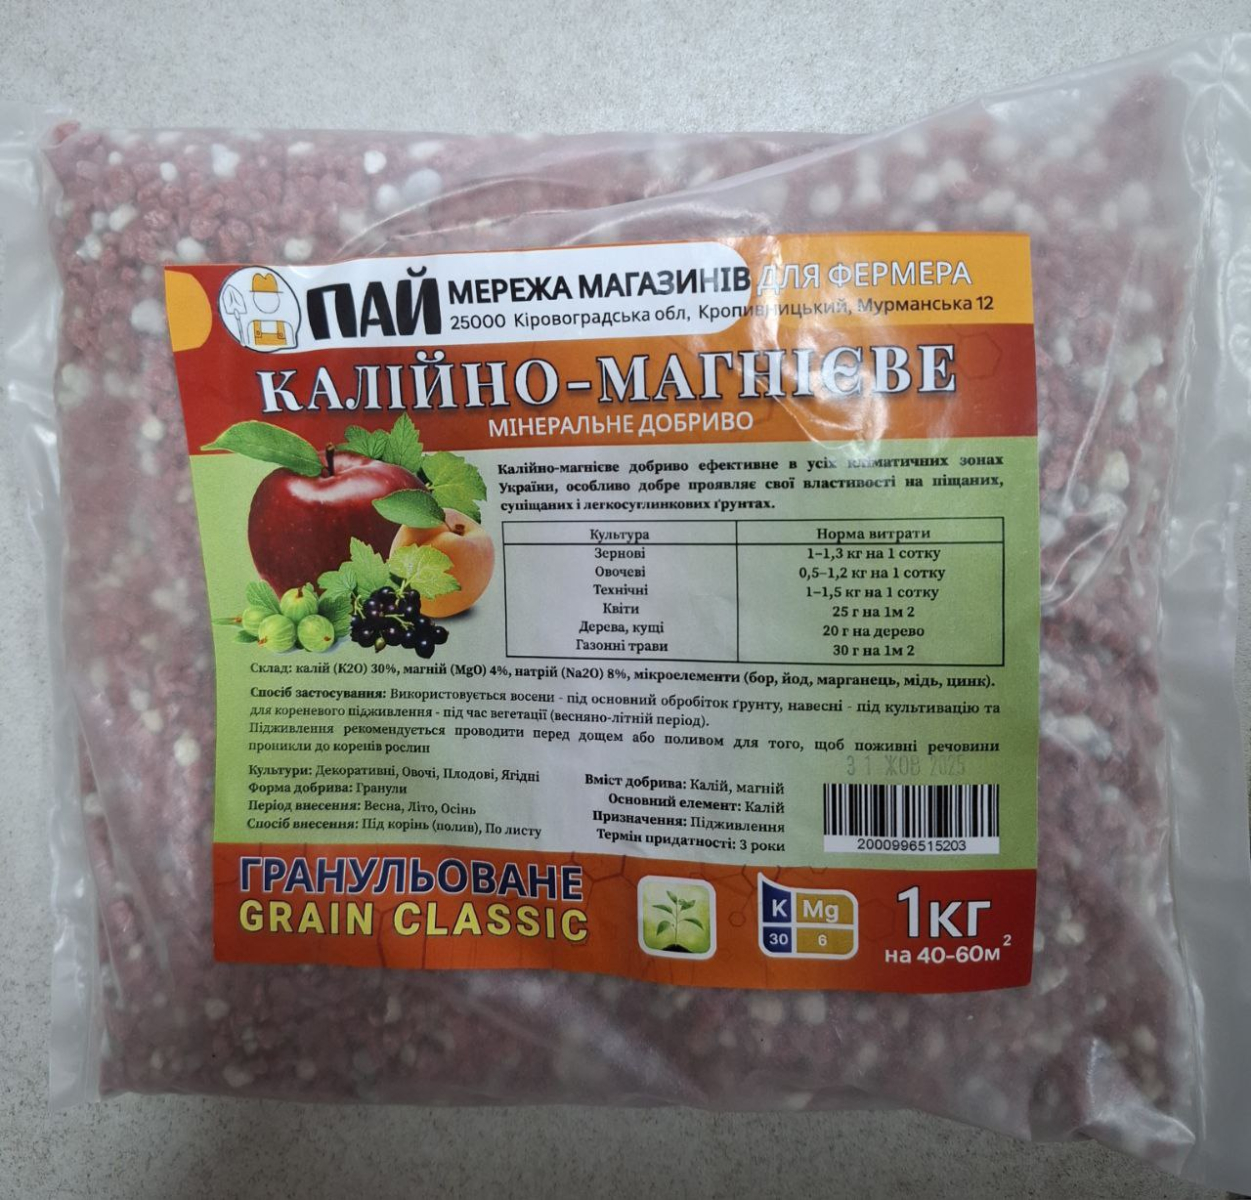 ПАЙ МЕРЕЖА МАГАЗИНІВ ДЛЯ ФЕРМЕРА
25000 Кіровоградська обл, Кропивницький, Мурманська 12
КАЛІЙНО-МАГНІЄВЕ
МІНЕРАЛЬНЕ ДОБРИВО
Калійно-магнієве добриво ефективне в усіх кліматичних зонах
України, особливо добре проявляє свої властивості на піщаних,
супіщаних і легкосуглинкових ґрунтах.
Культура Норма витрати
Зернові 1–1,3 кг на 1 сотку
Овочеві 0,5–1,2 кг на 1 сотку
Технічні 1–1,5 кг на 1 сотку
Квіти 25 г на 1м 2
Дерева, кущі 20 г на дерево
Газонні трави 30 г на 1м 2
Склад: калій (K2O) 30%, магній (MgO) 4%, натрій (Na2O) 8%, мікроелементи (бор, йод, марганець, мідь, цинк).
Спосіб застосування: Використовується восени - під основний обробіток ґрунту, навесні - під культивацію та
для кореневого підживлення - під час вегетації (весняно-літній період).
Підживлення рекомендується проводити перед дощем або поливом для того, щоб поживні речовини
проникли до коренів рослин
31 ЖОВ 2025
Культури: Декоративні, Овочі, Плодові, Ягідні
Форма добрива: Гранули
Період внесення: Весна, Літо, Осінь
Спосіб внесення: Під корінь (полив), По листу
Вміст добрива: Калій, магній
Основний елемент: Калій
Призначення: Підживлення
Термін придатності: 3 роки
2000996515203
ГРАНУЛЬОВАНЕ
GRAIN CLASSIC
K Mg
30 6
1кг
на 40-60м²